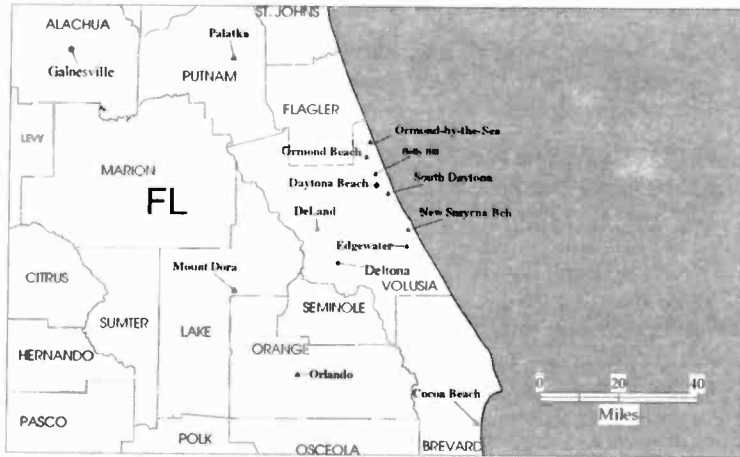 ST. JOHNS
ALACHUA
Palatka
Gainesville
PUTNAM
FLAGLER
LEVY
Ormond-by-the-Sea
Ormond Beach
Holly Hill
MARION
Daytona Beach
South Daytona
FL
DeLand
New Smyrna Bch
Edgewater
CITRUS
Mount Dora
Deltona
VOLUSIA
SEMINOLE
SUMTER
LAKE
HERNANDO
ORANGE
Orlando
0 20 40
Cocoa Beach
Miles
PASCO
POLK
OSCEOLA
BREVARD